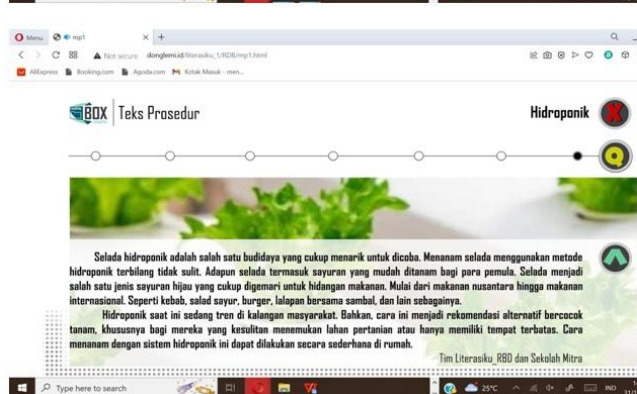 Menu
mp1
Not secure donglemi.id/literasiku_1/RDB/mp1.html
AliExpress Booking.com Agoda.com Kotak Masuk - men...
BOX Teks Prosedur
Hidroponik
X
Q
Selada hidroponik adalah salah satu budidaya yang cukup menarik untuk dicoba. Menanam selada menggunakan metode
hidroponik terbilang tidak sulit. Adapun selada termasuk sayuran yang mudah ditanam bagi para pemula. Selada menjadi
salah satu jenis sayuran hijau yang cukup digemari untuk hidangan makanan. Mulai dari makanan nusantara hingga makanan
internasional. Seperti kebab, salad sayur, burger, lalapan bersama sambal, dan lain sebagainya.
Hidroponik saat ini sedang tren di kalangan masyarakat. Bahkan, cara ini menjadi rekomendasi alternatif bercocok
tanam, khususnya bagi mereka yang kesulitan menemukan lahan pertanian atau hanya memiliki tempat terbatas. Cara
menanam dengan sistem hidroponik ini dapat dilakukan secara sederhana di rumah.
Tim Literasiku_RBD dan Sekolah Mitra
Type here to search
25°C
IND